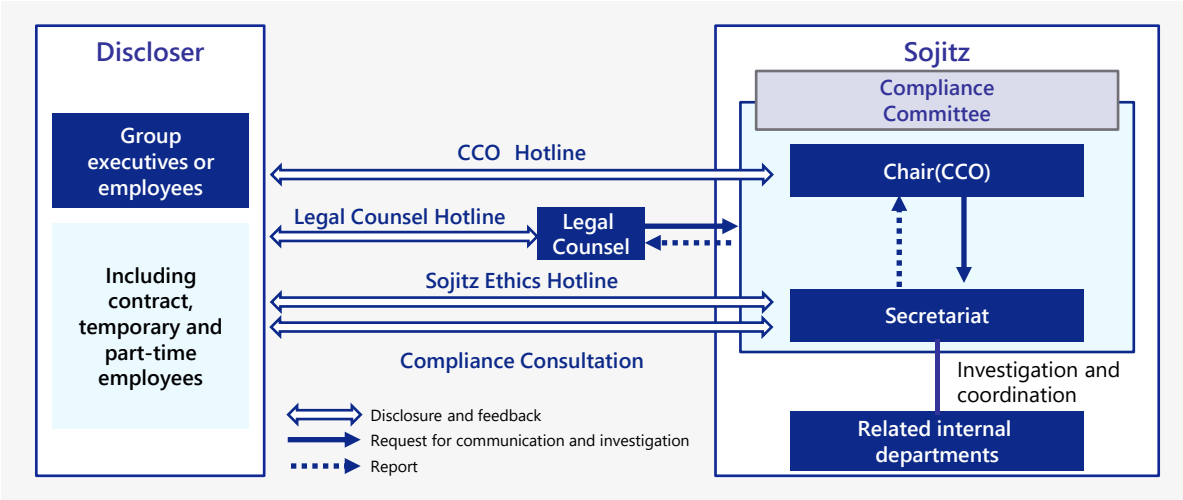 Discloser
Group
executives or
employees
Including
contract,
temporary and
part-time
employees
CCO Hotline
Legal Counsel Hotline
Legal
Counsel
Sojitz Ethics Hotline
Compliance Consultation
Disclosure and feedback
Request for communication and investigation
Report
Sojitz
Compliance
Committee
Chair(CCO)
Secretariat
Investigation and
coordination
Related internal
departments